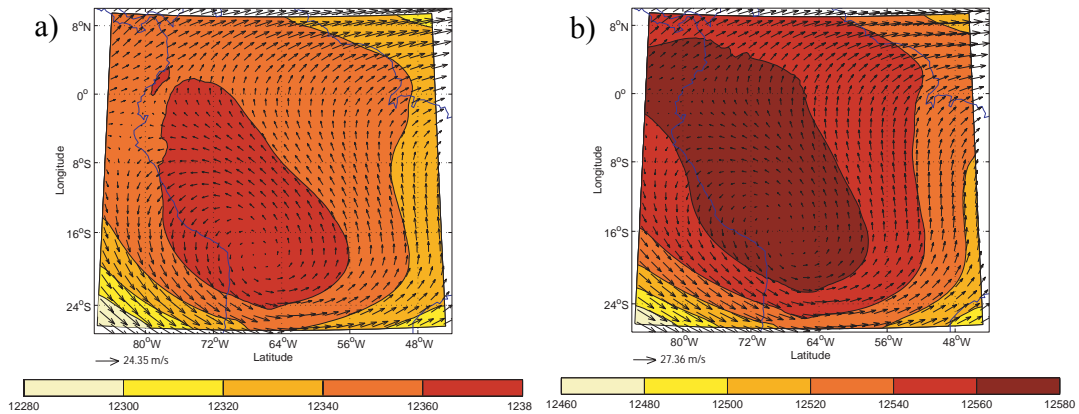 a)
8°N
0°
8°S
16°S
24°S
Longitude
80°W 72°W 64°W 56°W 48°W
Latitude
24.35 m/s
12280 12300 12320 12340 12360 1238
b)
8°N
0°
8°S
16°S
24°S
Longitude
80°W 72°W 64°W 56°W 48°W
Latitude
27.36 m/s
12460 12480 12500 12520 12540 12560 12580